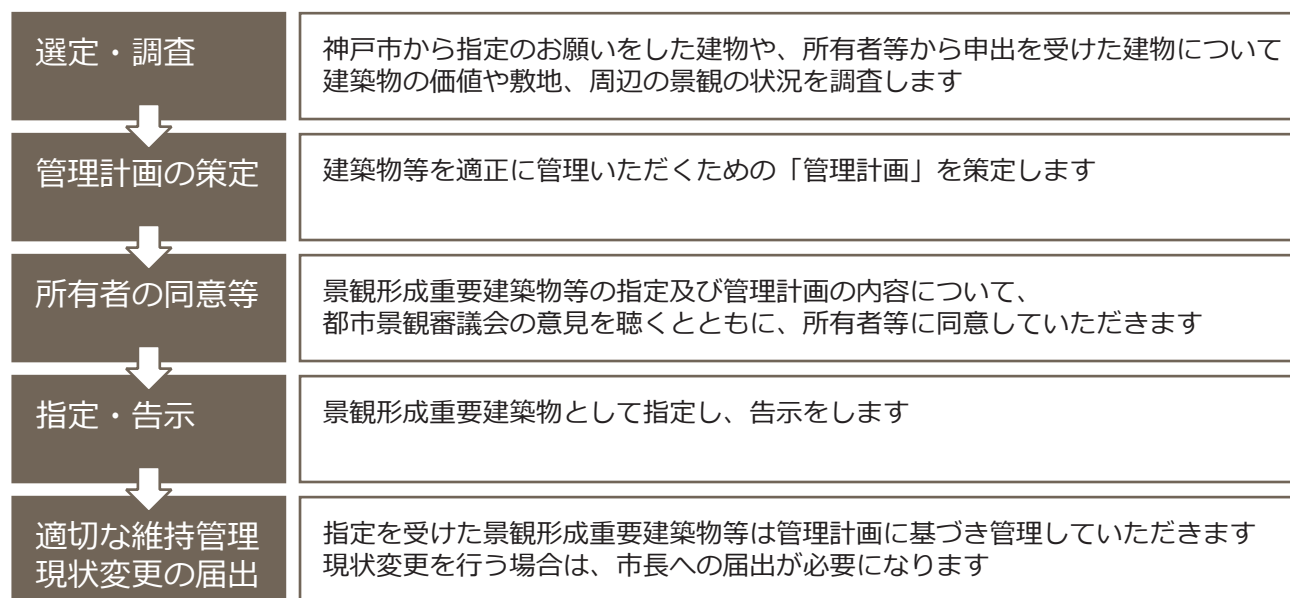 選定・調査
神戸市から指定のお願いをした建物や、所有者等から申出を受けた建物について
建築物の価値や敷地、周辺の景観の状況を調査します
管理計画の策定
建築物等を適正に管理いただくための「管理計画」を策定します
所有者の同意等
景観形成重要建築物等の指定及び管理計画の内容について、
都市景観審議会の意見を聴くとともに、所有者等に同意していただきます
指定・告示
景観形成重要建築物として指定し、告示をします
適切な維持管理
現状変更の届出
指定を受けた景観形成重要建築物等は管理計画に基づき管理していただきます
現状変更を行う場合は、市長への届出が必要になります